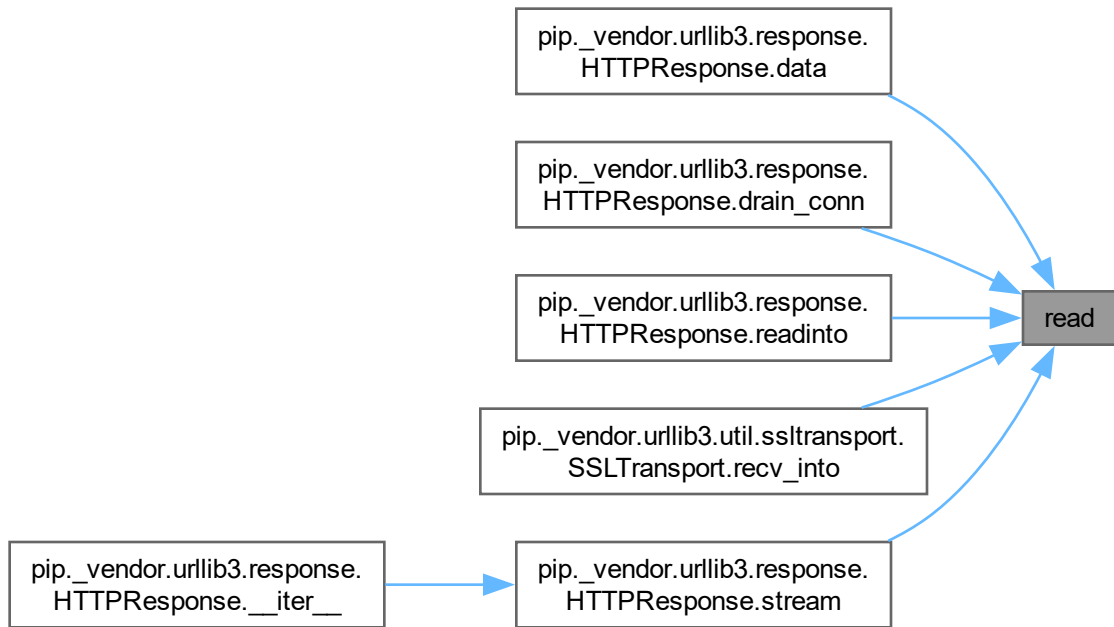 pip._vendor.urllib3.response.
HTTPResponse.data
pip._vendor.urllib3.response.
HTTPResponse.drain_conn
pip._vendor.urllib3.response.
HTTPResponse.readinto
read
pip._vendor.urllib3.util.ssltransport.
SSLTransport.recv_into
pip._vendor.urllib3.response.
HTTPResponse.__iter__
pip._vendor.urllib3.response.
HTTPResponse.stream